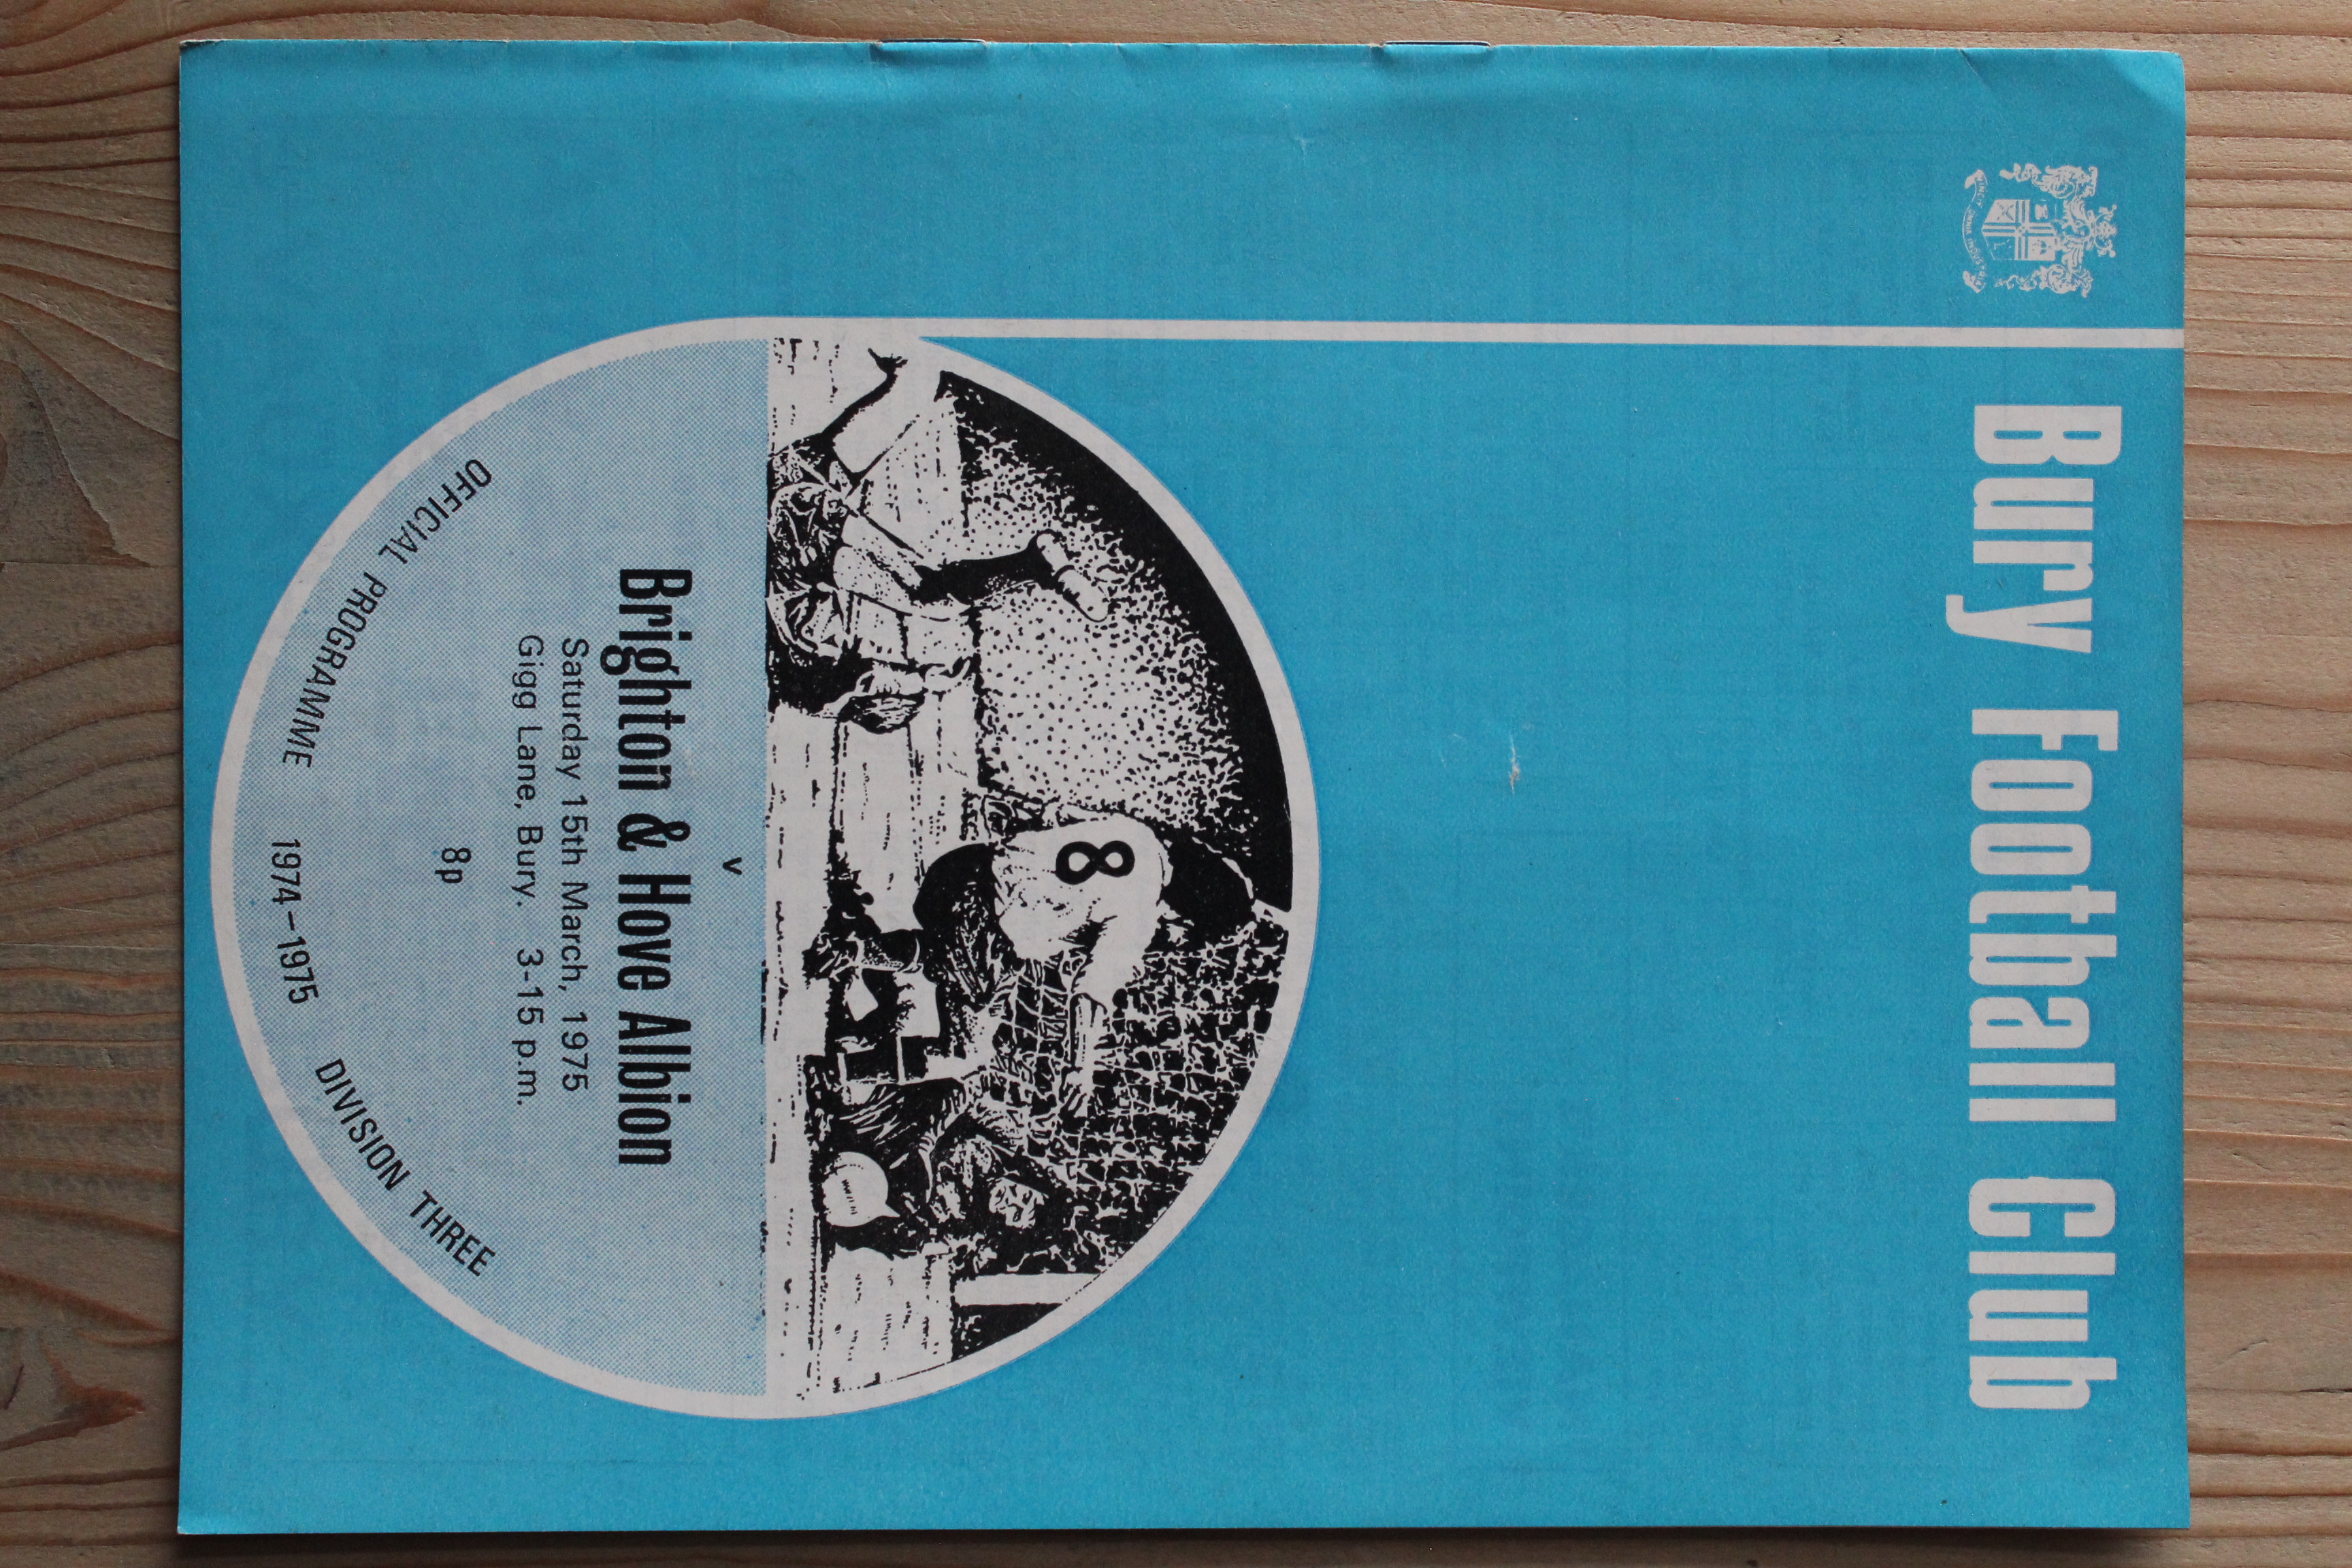 Bury Football Club
8
v
Brighton & Hove Albion
Saturday 15th March, 1975
Gigg Lane, Bury. 3-15 p.m.
8p
OFFICIAL PROGRAMME 1974-1975 DIVISION THREE